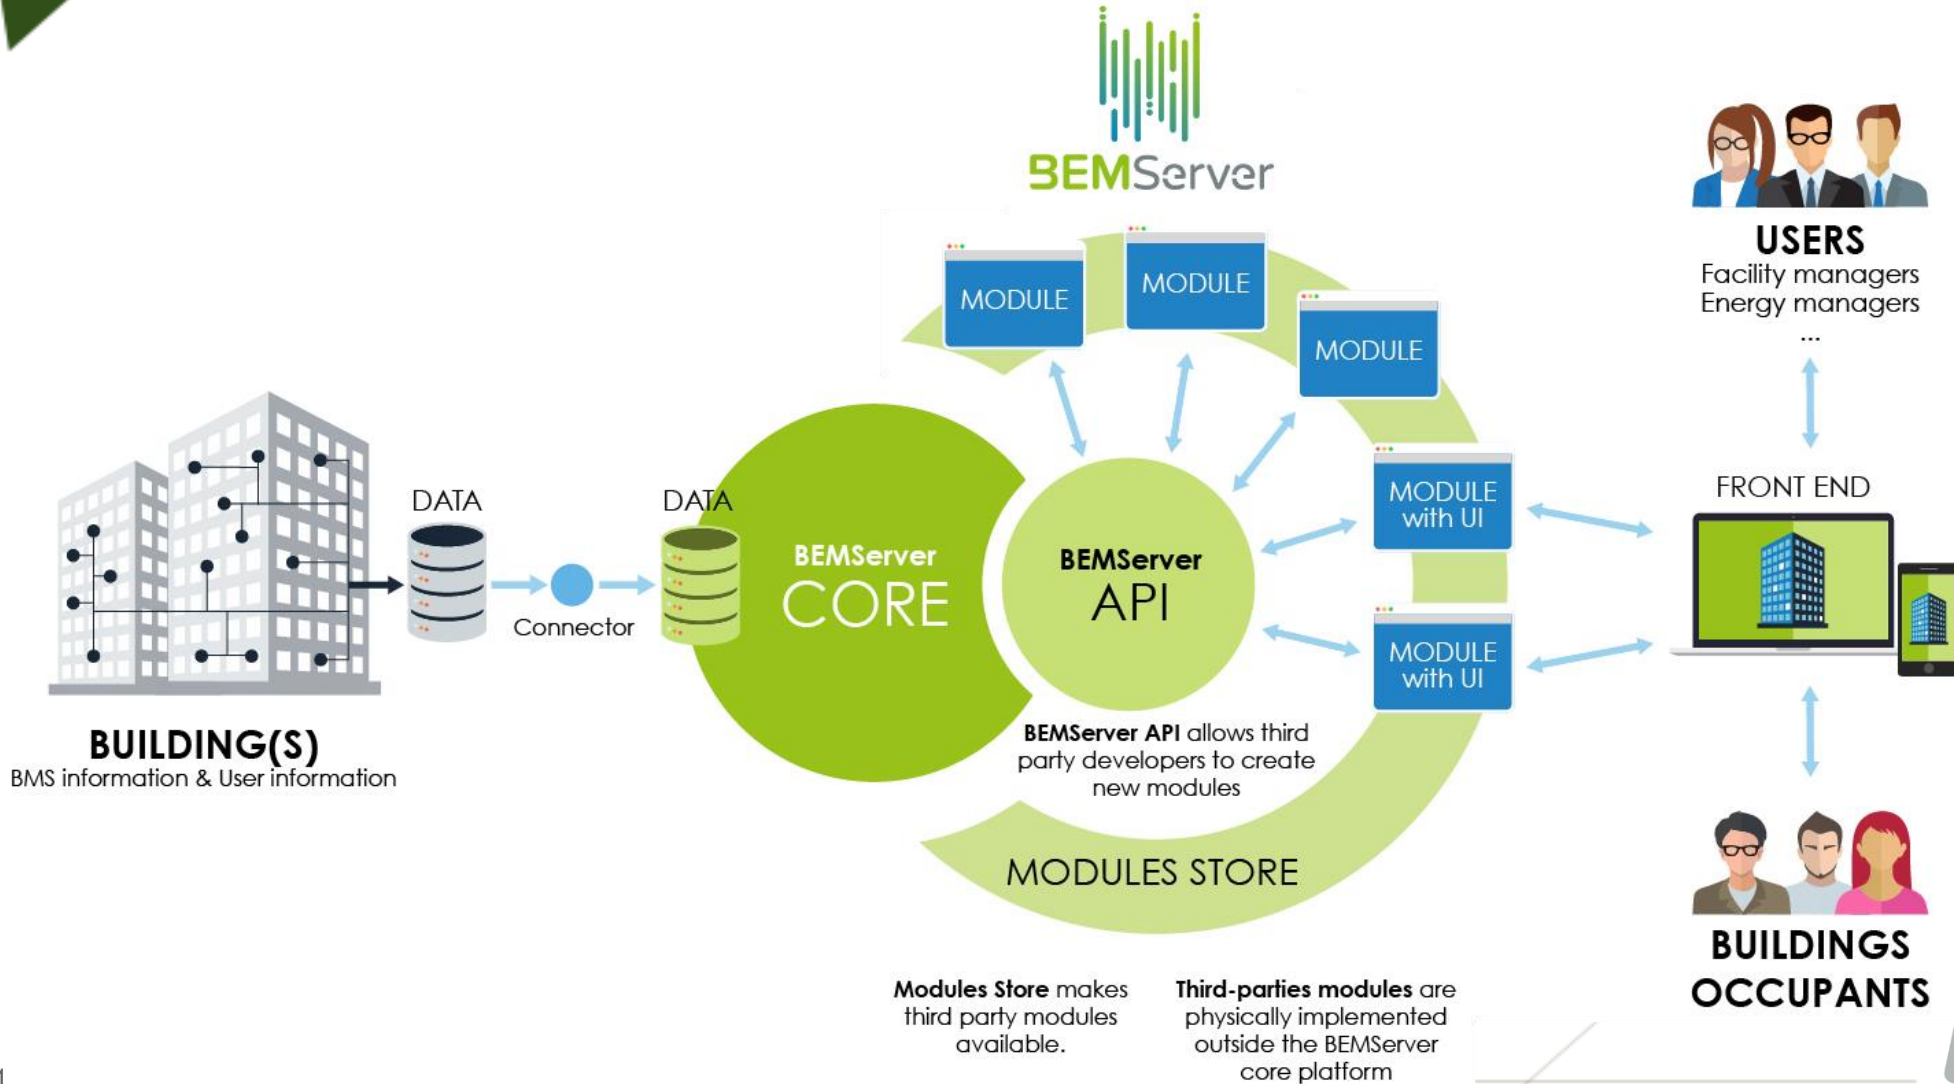 BEMServer
MODULE
MODULE
MODULE
MODULE
with UI
MODULE
with UI
DATA
Connector
DATA
BEMServer
CORE
BEMServer
API
BEMServer API allows third
party developers to create
new modules
MODULES STORE
Modules Store makes
third party modules
available.
Third-parties modules are
physically implemented
outside the BEMServer
core platform
BUILDING(S)
BMS information & User information
USERS
Facility managers
Energy managers
...
FRONT END
BUILDINGS
OCCUPANTS